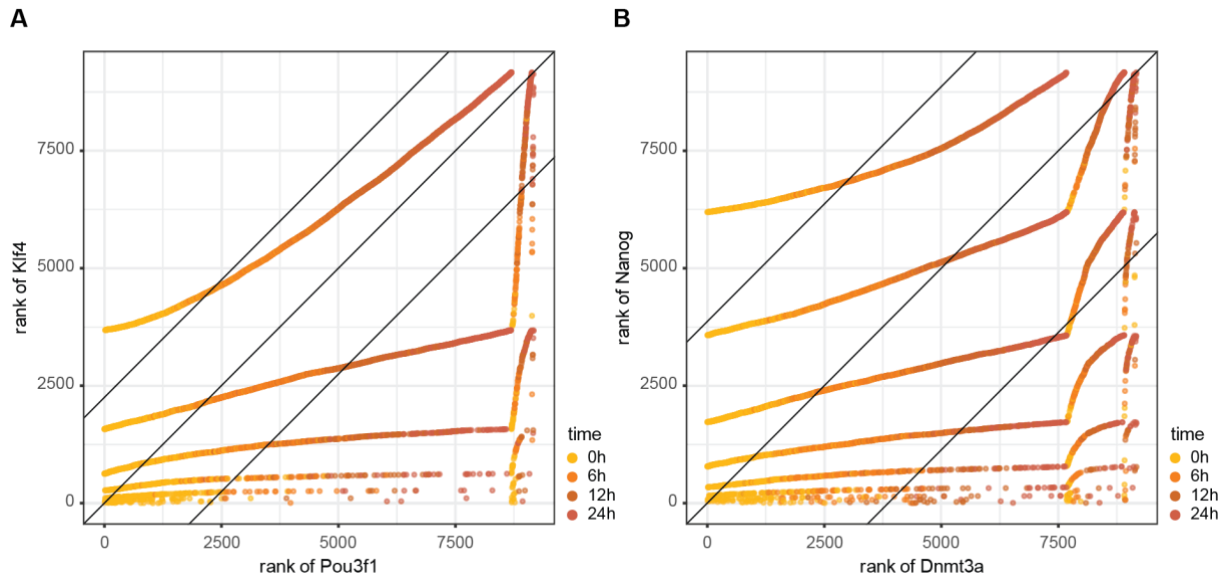 A
rank of Klf4
7500
5000
2500
0
0 2500 5000 7500
rank of Pou3f1
time
0h
6h
12h
24h
B
rank of Nanog
7500
5000
2500
0
0 2500 5000 7500
rank of Dnmt3a
time
0h
6h
12h
24h